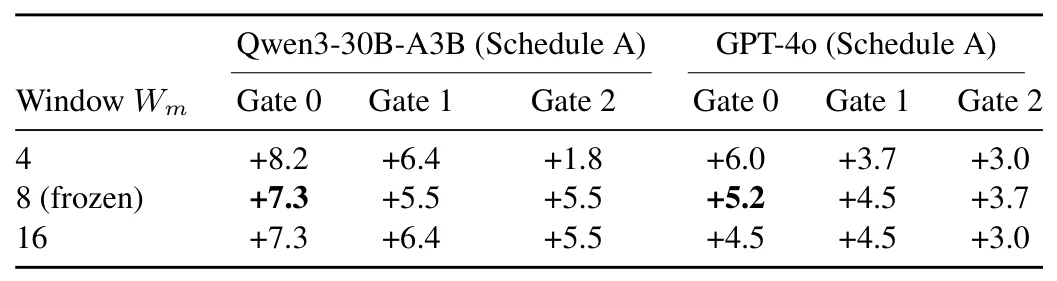 Qwen3-30B-A3B (Schedule A) GPT-4o (Schedule A)
Window Wm Gate 0 Gate 1 Gate 2 Gate 0 Gate 1 Gate 2
4 +8.2 +6.4 +1.8 +6.0 +3.7 +3.0
8 (frozen) +7.3 +5.5 +5.5 +5.2 +4.5 +3.7
16 +7.3 +6.4 +5.5 +4.5 +4.5 +3.0